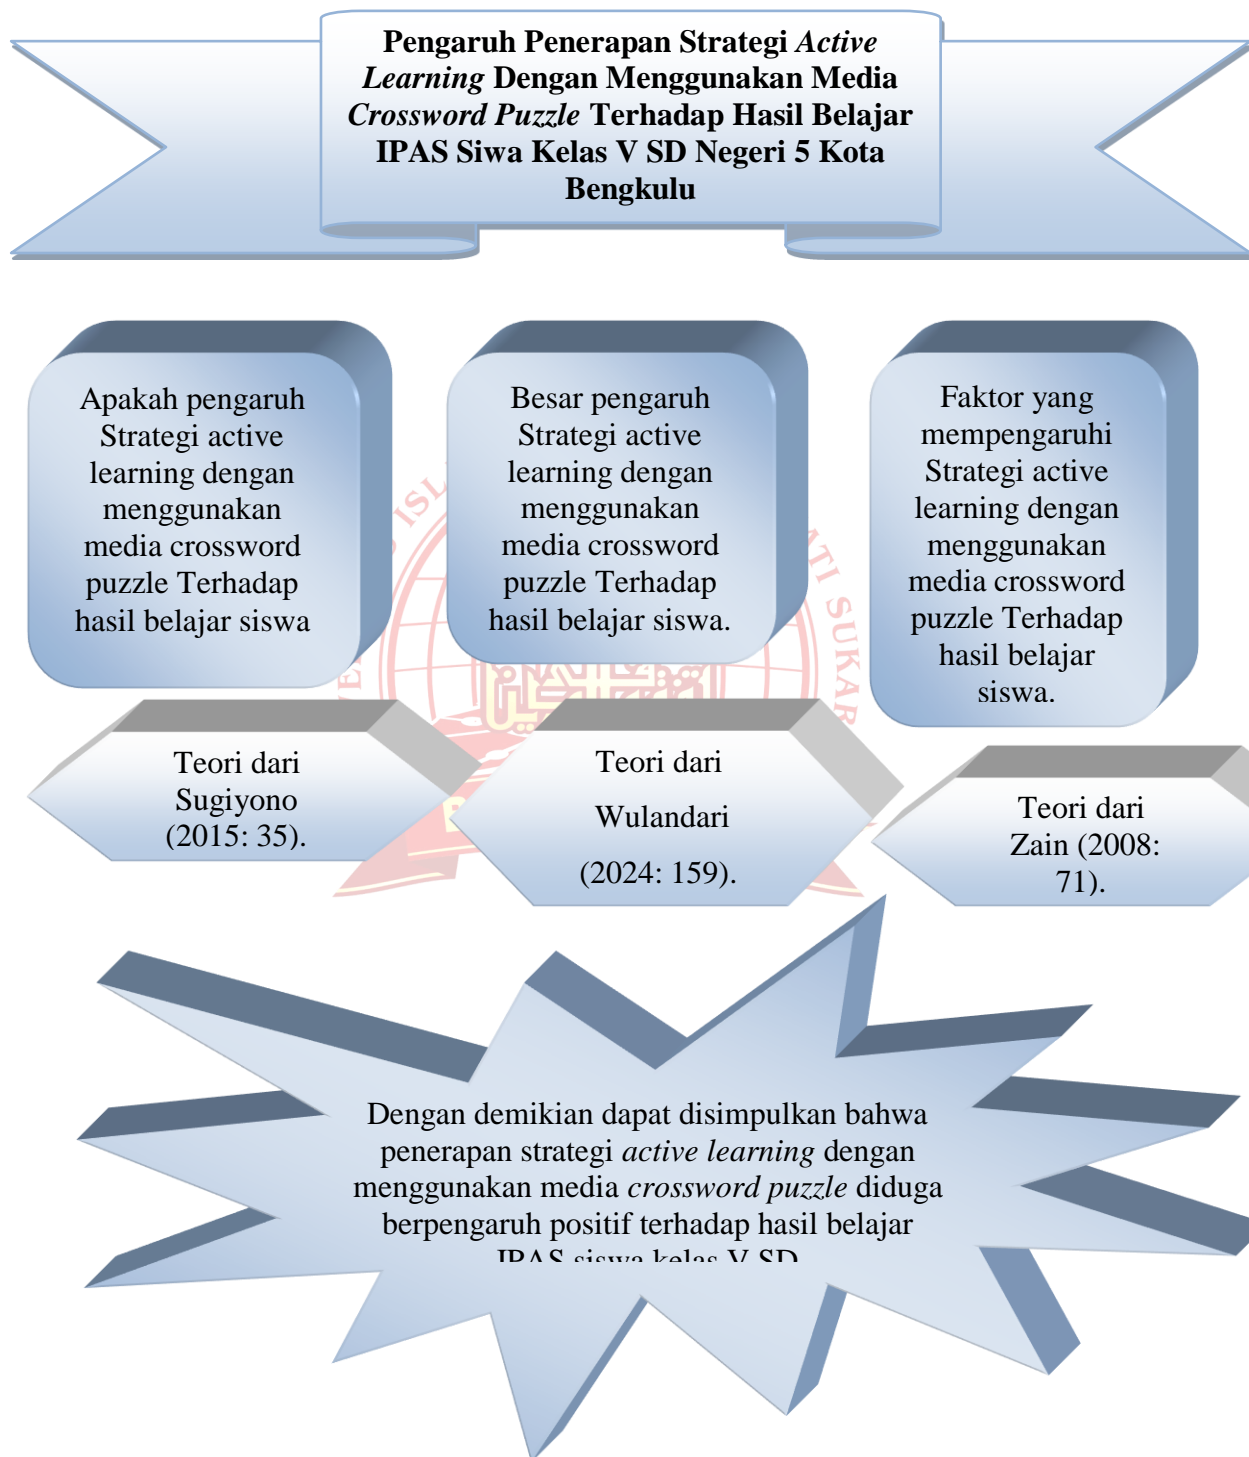 Pengaruh Penerapan Strategi Active
Learning Dengan Menggunakan Media
Crossword Puzzle Terhadap Hasil Belajar
IPAS Siwa Kelas V SD Negeri 5 Kota
Bengkulu
Apakah pengaruh
Strategi active
learning dengan
menggunakan
media crossword
puzzle Terhadap
hasil belajar siswa
Besar pengaruh
Strategi active
learning dengan
menggunakan
media crossword
puzzle Terhadap
hasil belajar siswa.
Faktor yang
mempengaruhi
Strategi active
learning dengan
menggunakan
media crossword
puzzle Terhadap
hasil belajar
siswa.
Teori dari
Sugiyono
(2015: 35).
Teori dari
Wulandari
(2024: 159).
Teori dari
Zain (2008:
71).
Dengan demikian dapat disimpulkan bahwa
penerapan strategi active learning dengan
menggunakan media crossword puzzle diduga
berpengaruh positif terhadap hasil belajar
IPAS siswa kelas V SD